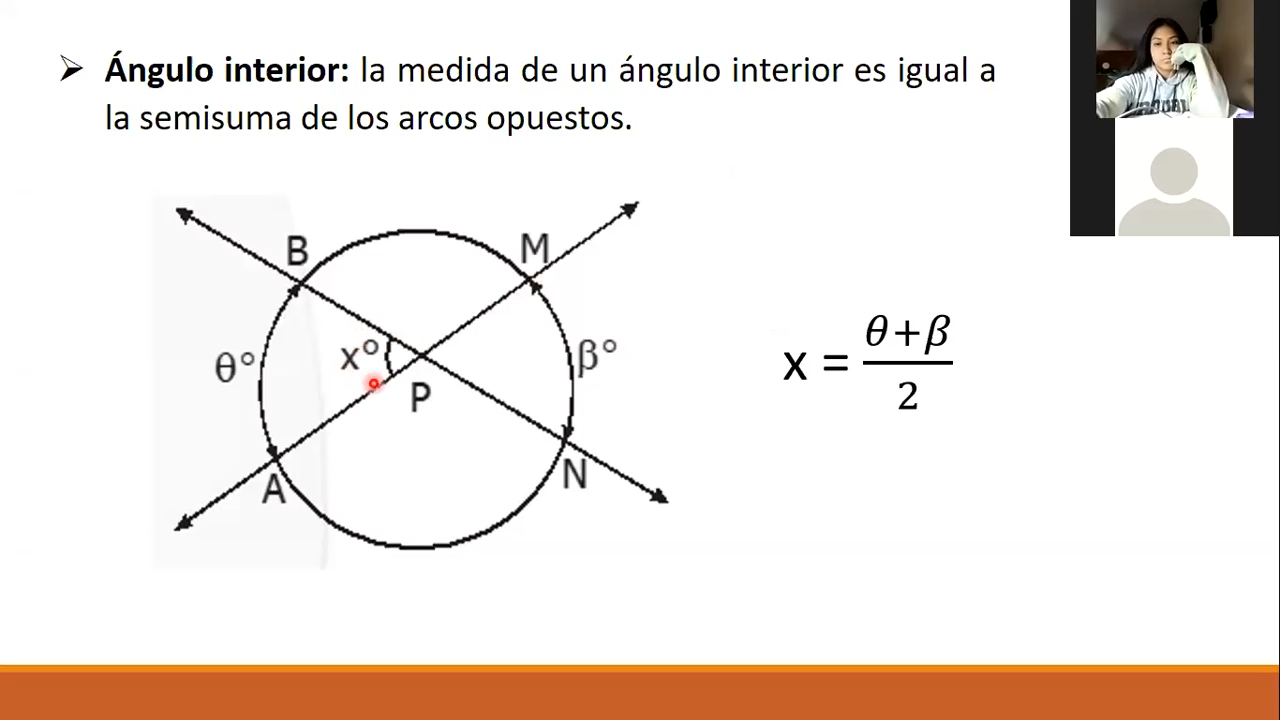 Ángulo interior: la medida de un ángulo interior es igual a
la semisuma de los arcos opuestos.
B
M
θ°
x°
β°
P
A
N
x = θ+β
2